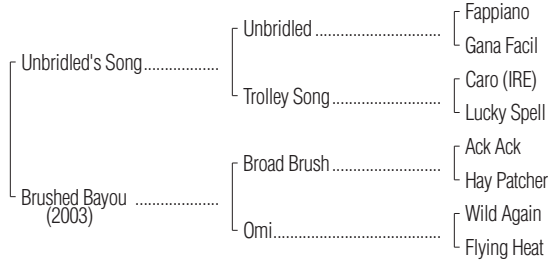 Fappiano
Unbridled ..........................
Gana Facil
Unbridled's Song..................
Caro (IRE)
Trolley Song..........................
Lucky Spell
Ack Ack
Broad Brush..........................
Hay Patcher
Brushed Bayou ....................
(2003)
Wild Again
Omi........................................
Flying Heat